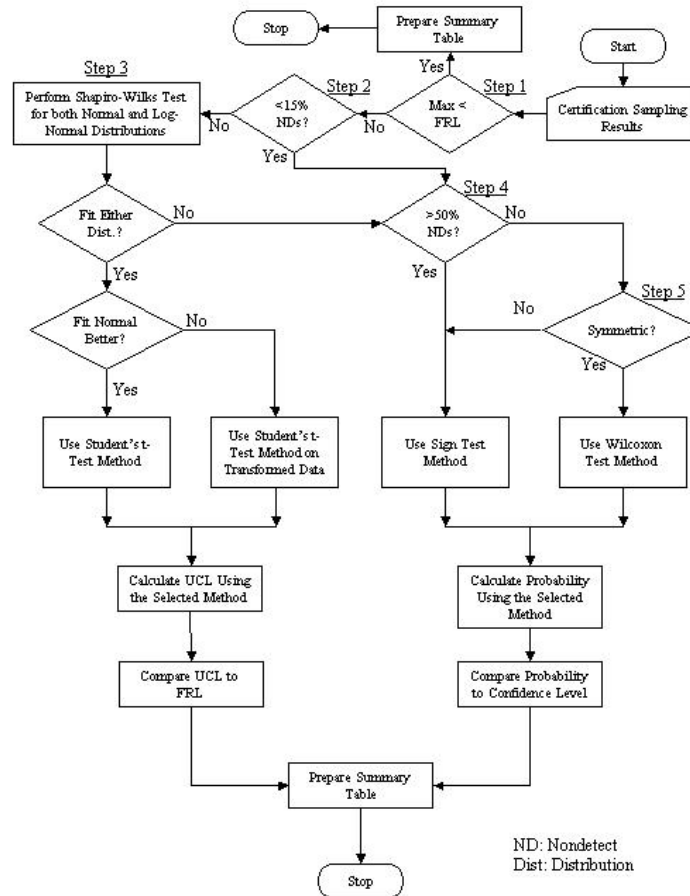 Stop
Prepare Summary
Table
Start
Step 3
Perform Shapiro-Wilks Test
for both Normal and Log-
Normal Distributions
No
Step 2
<15%
NDs?
Yes
No
Yes
Step 1
Max <
FRL
Certification Sampling
Results
Fit Either
Dist.?
No
Yes
Step 4
>50%
NDs?
No
Yes
Fit Normal
Better?
No
Yes
Step 5
Symmetric?
No
Yes
Use Student's t-
Test Method
Use Student's t-
Test Method on
Transformed Data
Use Sign Test
Method
Use Wilcoxon
Test Method
Calculate UCL Using
the Selected Method
Calculate Probability
Using the Selected
Method
Compare UCL to
FRL
Compare Probability
to Confidence Level
Prepare Summary
Table
Stop
ND: Nondetect
Dist: Distribution